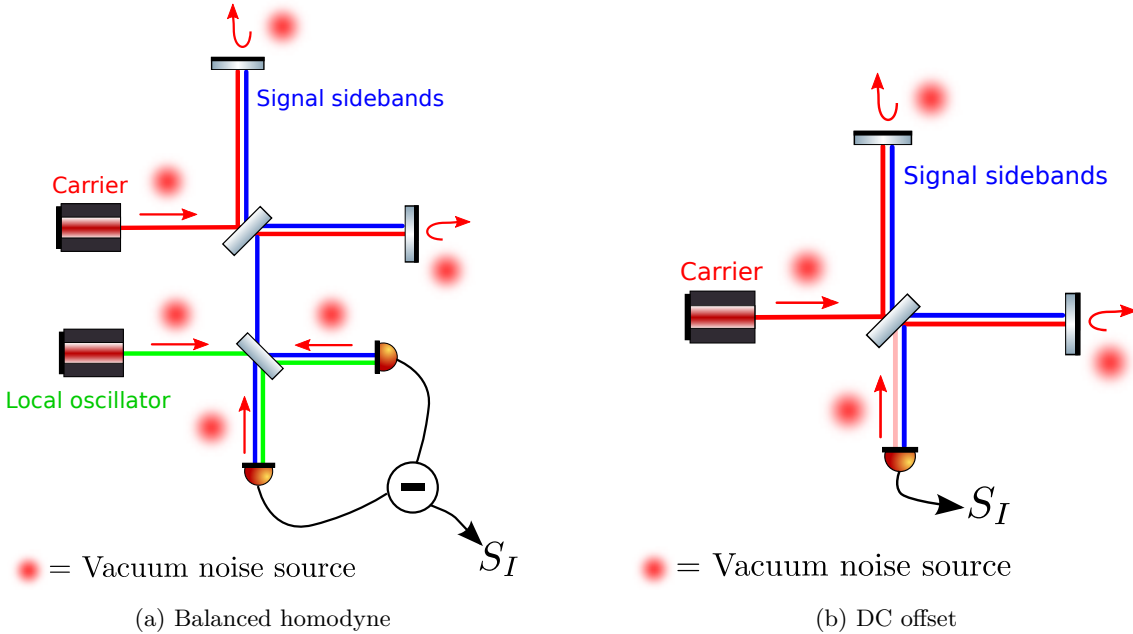 Signal sidebands
Carrier
Local oscillator
S_I
= Vacuum noise source
(a) Balanced homodyne
Signal sidebands
Carrier
S_I
= Vacuum noise source
(b) DC offset